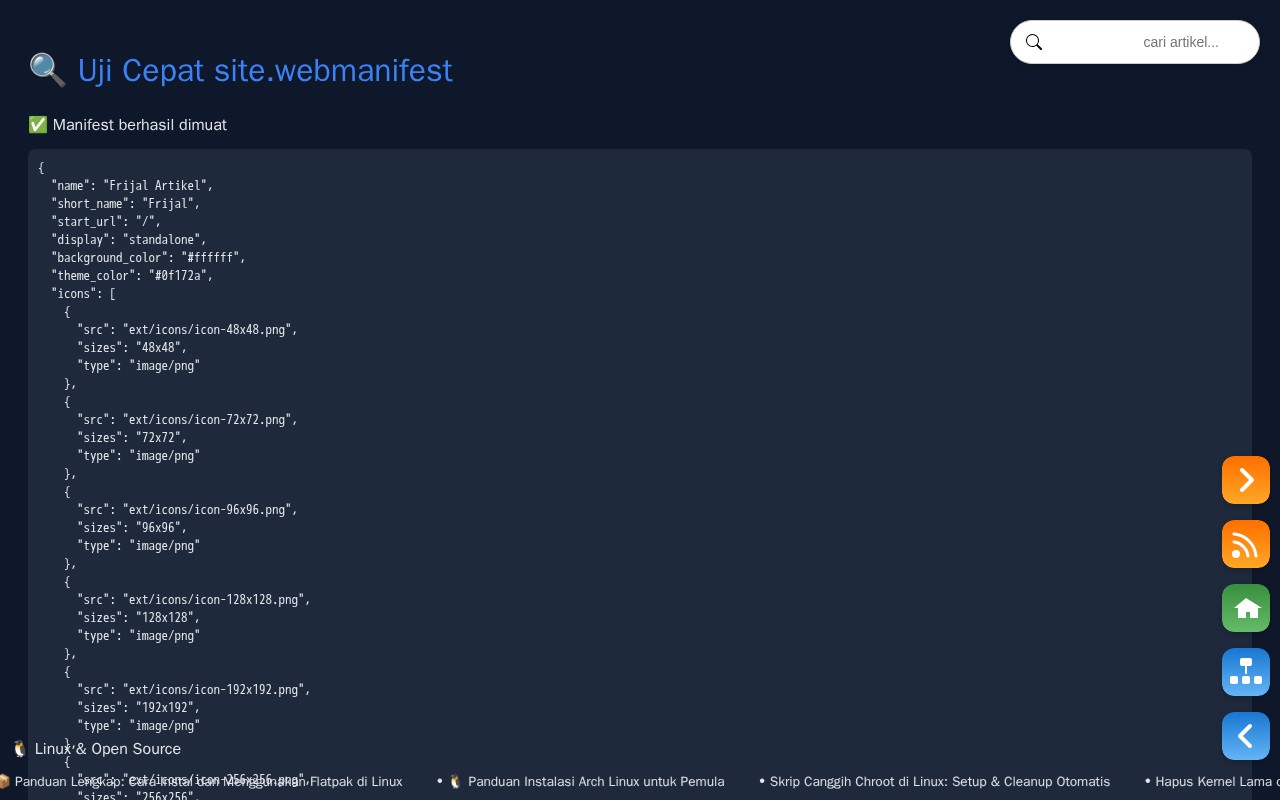 cari artikel...
🔍 Uji Cepat site.webmanifest
✅ Manifest berhasil dimuat
{
"name": "Frijal Artikel",
"short_name": "Frijal",
"start_url": "/",
"display": "standalone",
"background_color": "#ffffff",
"theme_color": "#0f172a",
"icons": [
{
"src": "ext/icons/icon-48x48.png",
"sizes": "48x48",
"type": "image/png"
},
{
"src": "ext/icons/icon-72x72.png",
"sizes": "72x72",
"type": "image/png"
},
{
"src": "ext/icons/icon-96x96.png",
"sizes": "96x96",
"type": "image/png"
},
{
"src": "ext/icons/icon-128x128.png",
"sizes": "128x128",
"type": "image/png"
},
{
"src": "ext/icons/icon-192x192.png",
"sizes": "192x192",
"type": "image/png"
},
🐧 Linux & Open Source
{
"src": "ext/icons/icon-256x256.png",
📦 Panduan Lengkap: Cara Instal dan Menggunakan Flatpak di Linux • 🐧 Panduan Instalasi Arch Linux untuk Pemula • Skrip Canggih Chroot di Linux: Setup & Cleanup Otomatis • Hapus Kernel Lama
"sizes": "256x256",